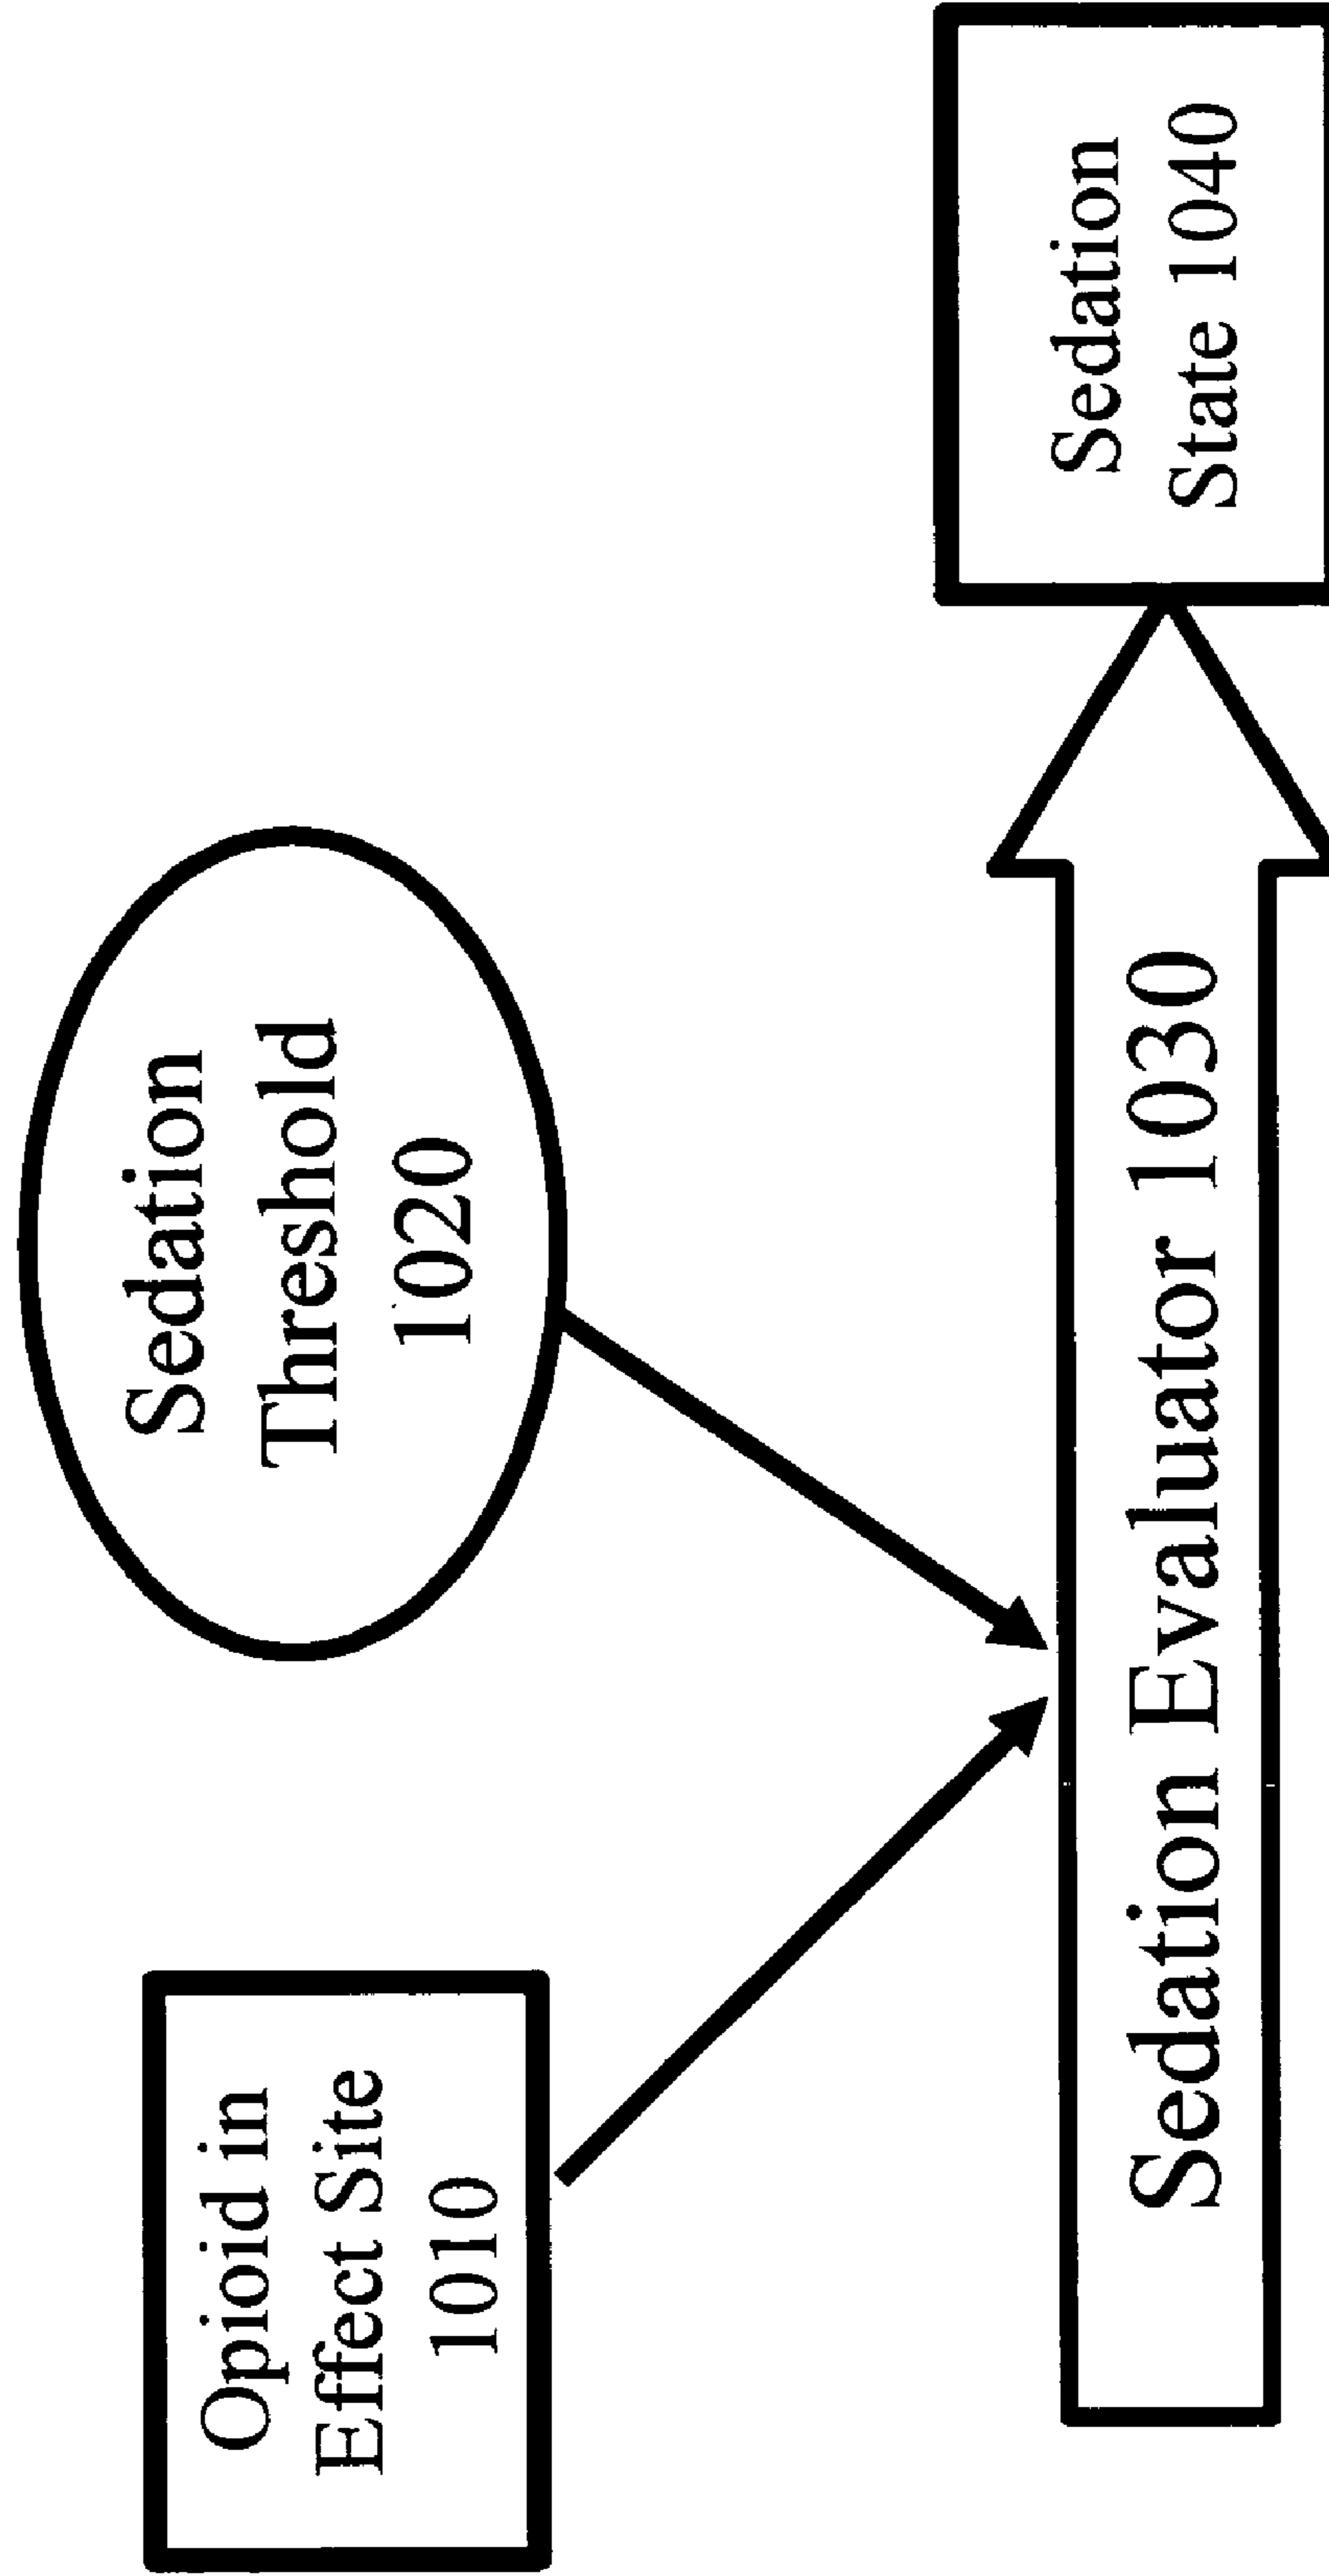 Opioid in
Effect Site
1010
Sedation
Threshold
1020
Sedation Evaluator 1030
Sedation
State 1040